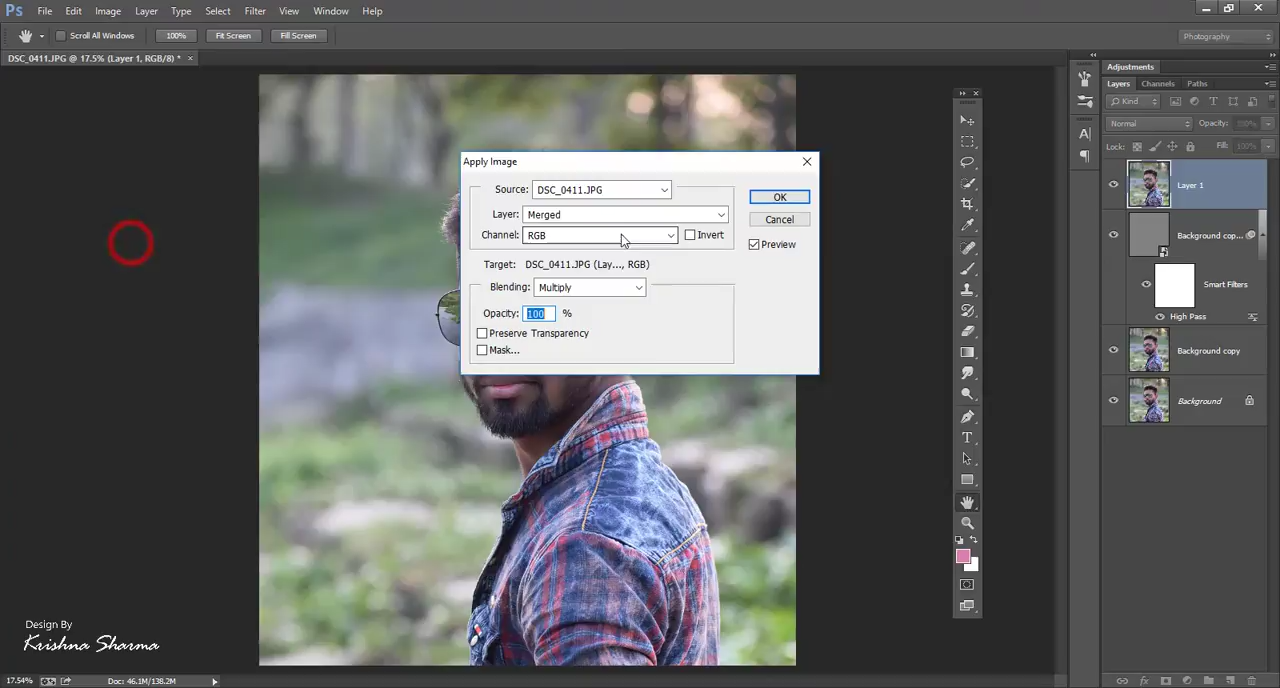 Ps File Edit Image Layer Type Select Filter View Window Help
Scroll All Windows 100% Fit Screen Fill Screen Photography
DSC_0411.JPG @ 17.5% (Layer 1, RGB/8) * ×
Adjustments
Layers Channels Paths
Kind
Normal Opacity: 100%
Lock: Fill: 100%
Layer 1
Background cop...
Smart Filters
High Pass
Background copy
Background
Apply Image
Source: DSC_0411.JPG
OK
Layer: Merged
Cancel
Channel: RGB Invert
Preview
Target: DSC_0411.JPG (Lay..., RGB)
Blending: Multiply
Opacity: 100 %
Preserve Transparency
Mask...
Design By
Krishna Sharma
17.54% Doc: 46.1M/138.2M